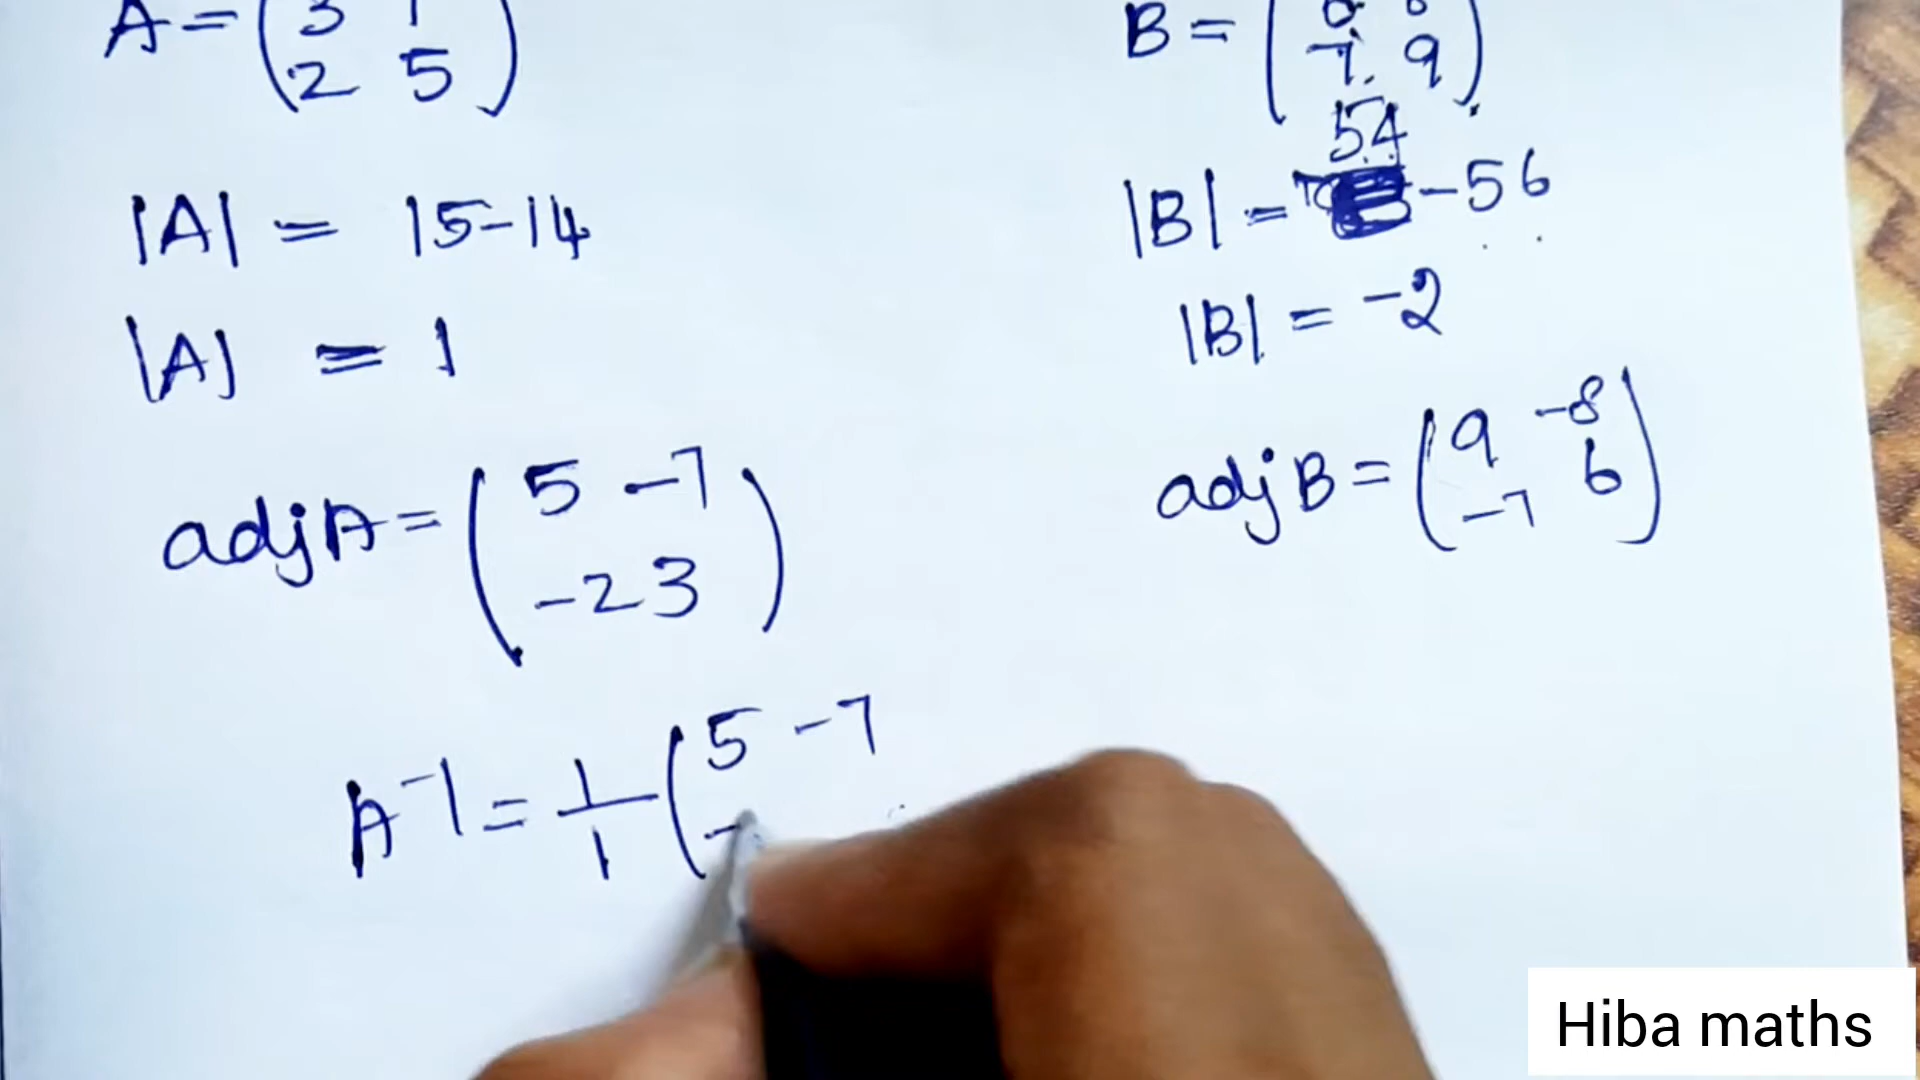 A = (3 7
2 5)
|A| = 15-14
|A| = 1
adjA = (5 -7
-2 3)
A⁻¹ = 1/1 (5 -7
-
B = (6 8
7 9)
54
|B| = -56
|B| = -2
adjB = (9 -8
-7 6)
Hiba maths